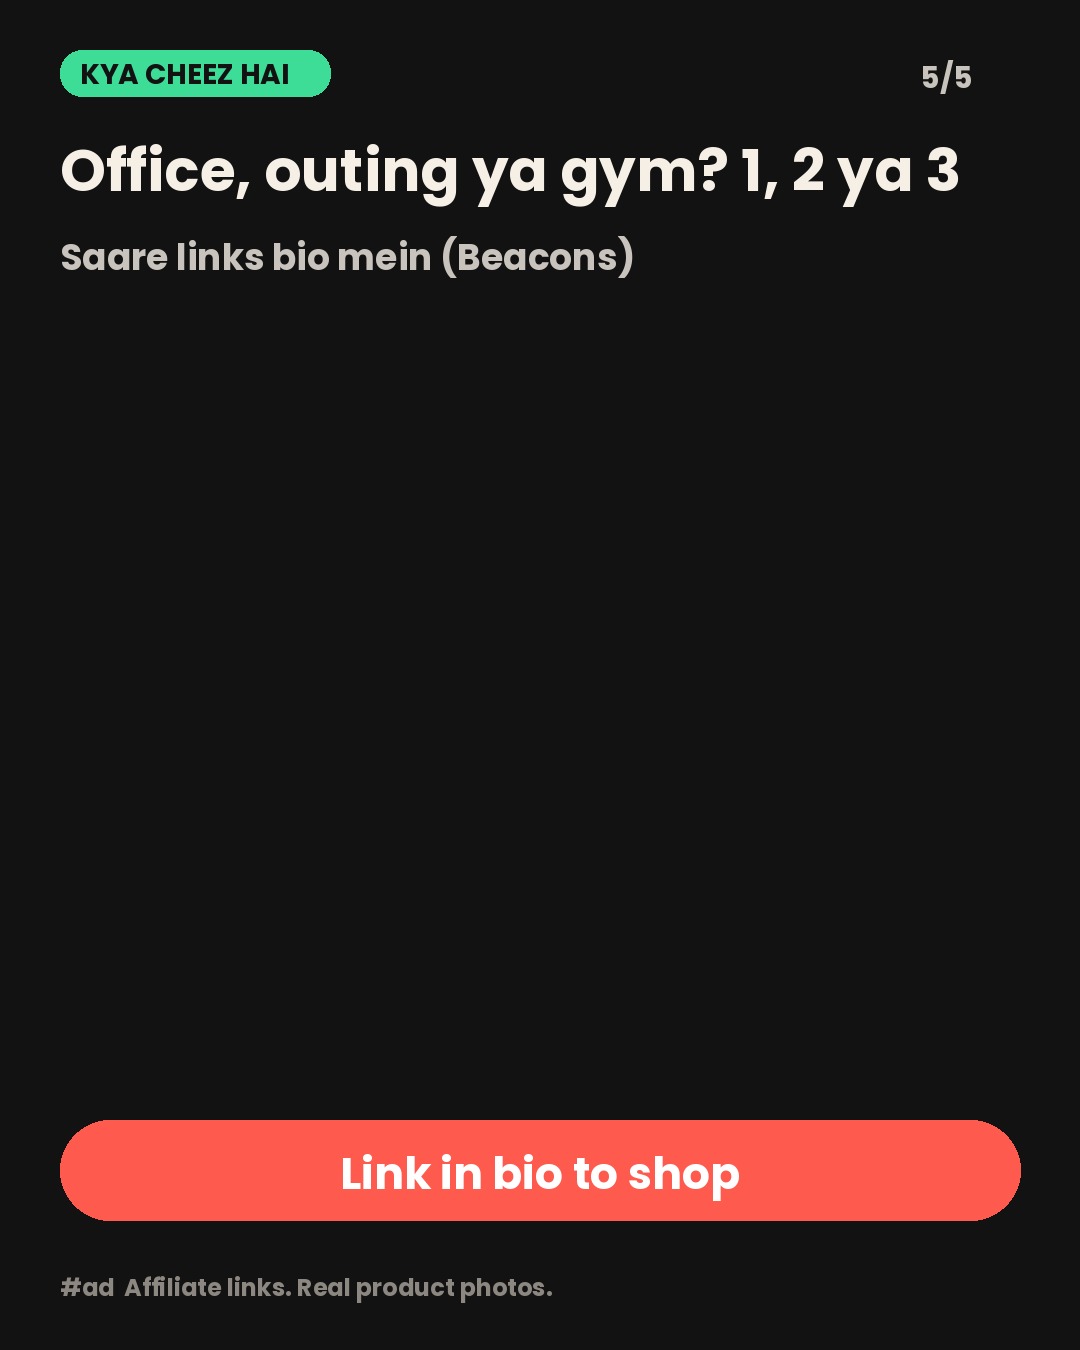 KYA CHEEZ HAI
5/5
Office, outing ya gym? 1, 2 ya 3
Saare links bio mein (Beacons)
Link in bio to shop
#ad Affiliate links. Real product photos.